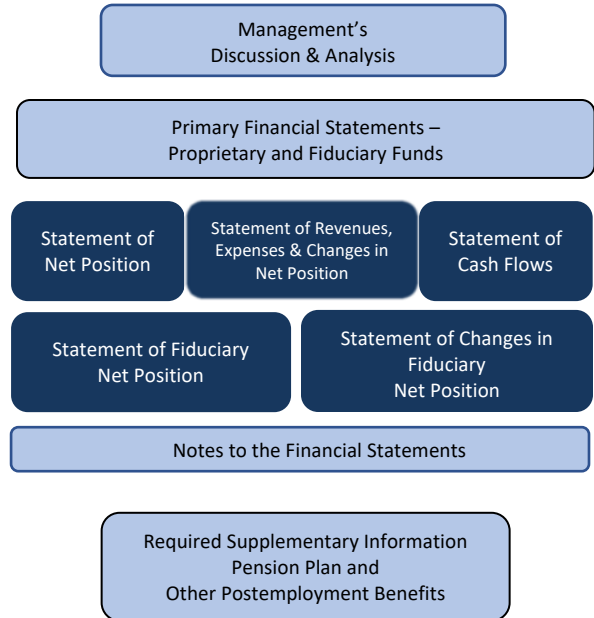 Management’s
Discussion & Analysis
Primary Financial Statements –
Proprietary and Fiduciary Funds
Statement of
Net Position
Statement of Revenues,
Expenses & Changes in
Net Position
Statement of
Cash Flows
Statement of Fiduciary
Net Position
Statement of Changes in
Fiduciary
Net Position
Notes to the Financial Statements
Required Supplementary Information
Pension Plan and
Other Postemployment Benefits